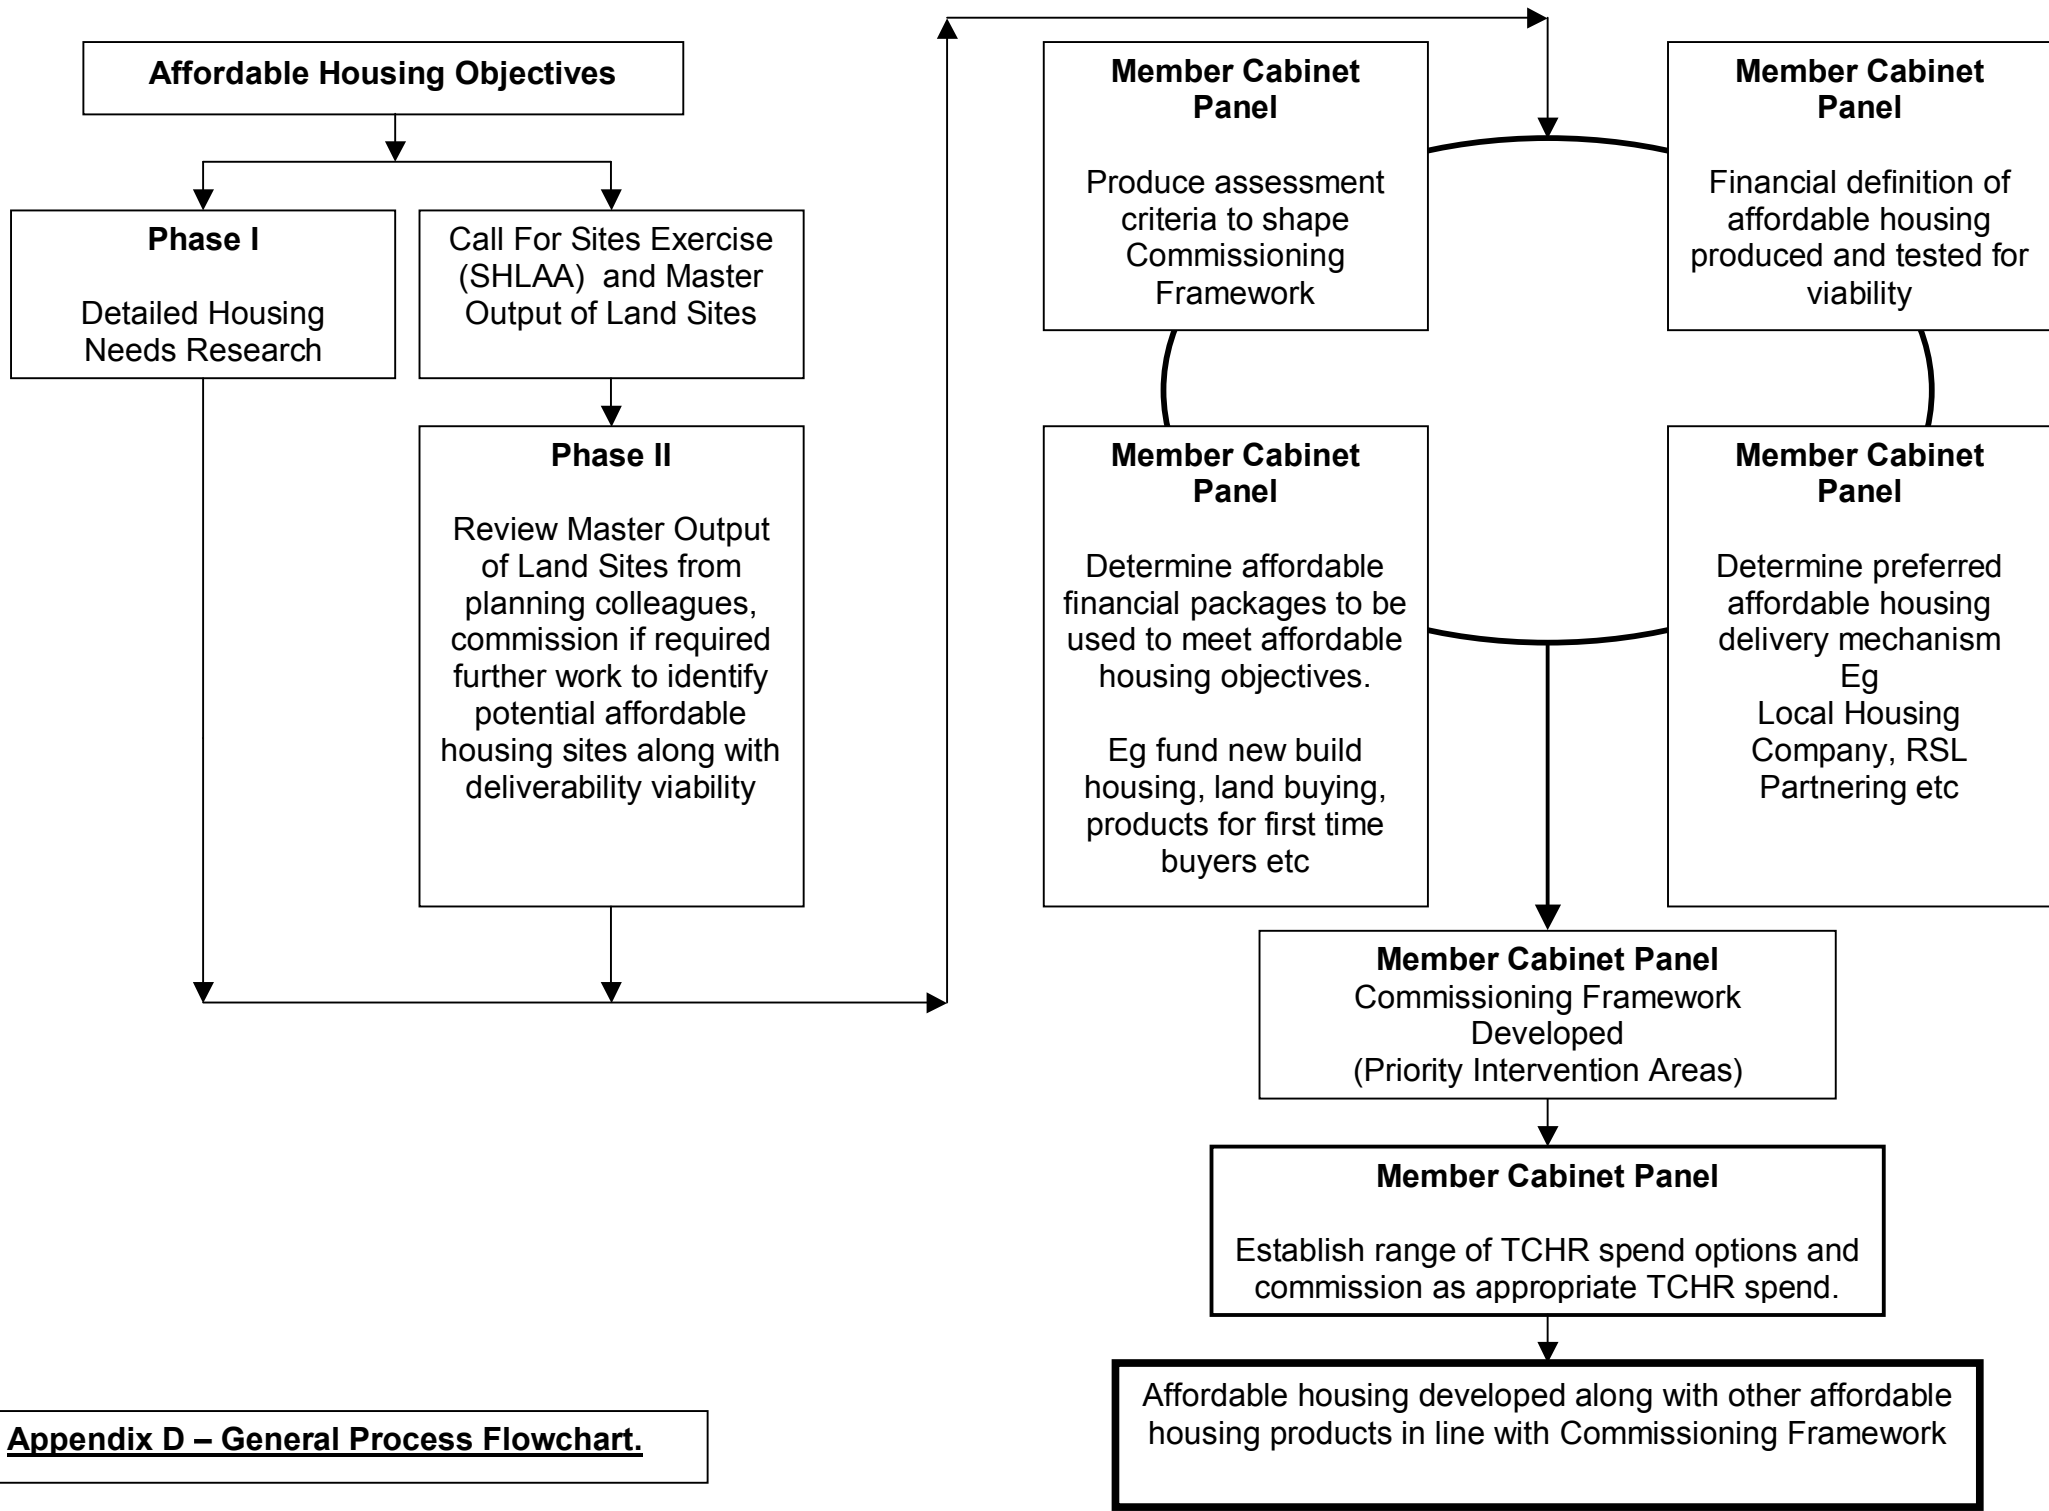 Affordable Housing Objectives
Phase I
Detailed Housing
Needs Research
Call For Sites Exercise
(SHLAA) and Master
Output of Land Sites
Phase II
Review Master Output
of Land Sites from
planning colleagues,
commission if required
further work to identify
potential affordable
housing sites along with
deliverability viability
Member Cabinet
Panel
Produce assessment
criteria to shape
Commissioning
Framework
Member Cabinet
Panel
Financial definition of
affordable housing
produced and tested for
viability
Member Cabinet
Panel
Determine affordable
financial packages to be
used to meet affordable
housing objectives.
Eg fund new build
housing, land buying,
products for first time
buyers etc
Member Cabinet
Panel
Determine preferred
affordable housing
delivery mechanism
Eg
Local Housing
Company, RSL
Partnering etc
Member Cabinet Panel
Commissioning Framework
Developed
(Priority Intervention Areas)
Member Cabinet Panel
Establish range of TCHR spend options and
commission as appropriate TCHR spend.
Affordable housing developed along with other affordable
housing products in line with Commissioning Framework
Appendix D – General Process Flowchart.